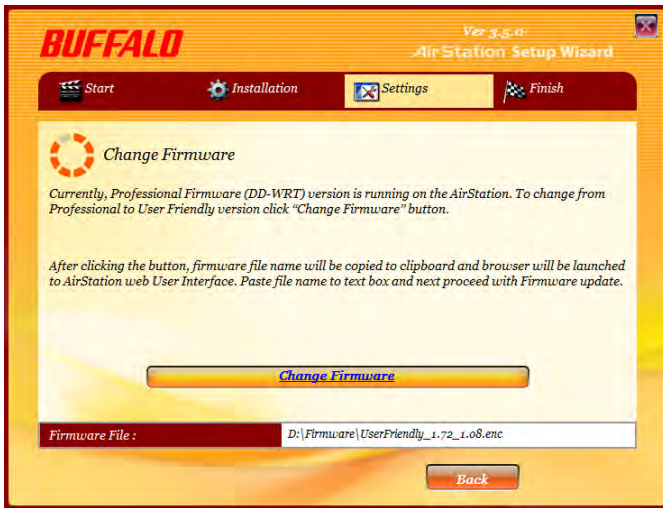 BUFFALO
Ver 3.5.0
AirStation Setup Wizard
Start
Installation
Settings
Finish
Change Firmware
Currently, Professional Firmware (DD-WRT) version is running on the AirStation. To change from
Professional to User Friendly version click “Change Firmware” button.
After clicking the button, firmware file name will be copied to clipboard and browser will be launched
to AirStation web User Interface. Paste file name to text box and next proceed with Firmware update.
Change Firmware
Firmware File :
D:\Firmware\UserFriendly_1.72_1.08.enc
Back